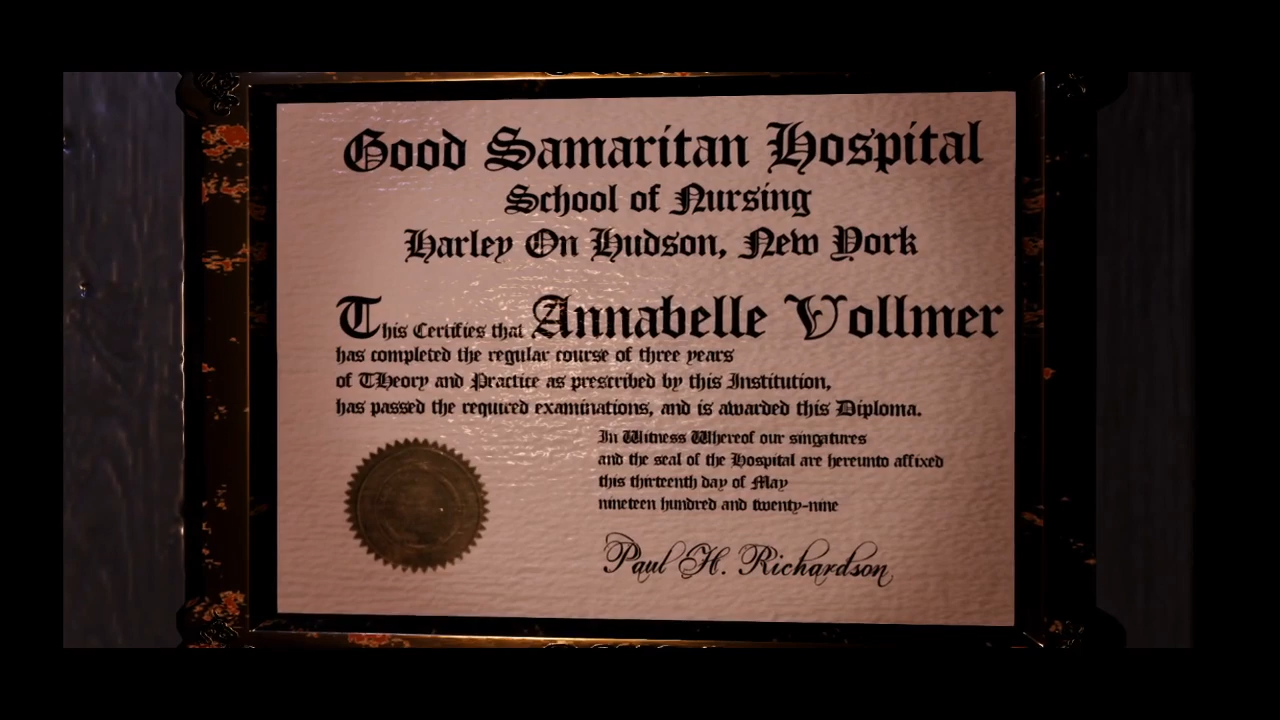 Good Samaritan Hospital
School of Nursing
Harley On Hudson, New York
This Certifies that Annabelle Vollmer
has completed the regular course of three years
of THeory and Practice as prescribed by this Institution,
has passed the required examinations, and is awarded this Diploma.
In Witness Whereof our singatures
and the seal of the Hospital are hereunto affixed
this thirteenth day of May
nineteen hundred and twenty-nine
Paul H. Richardson